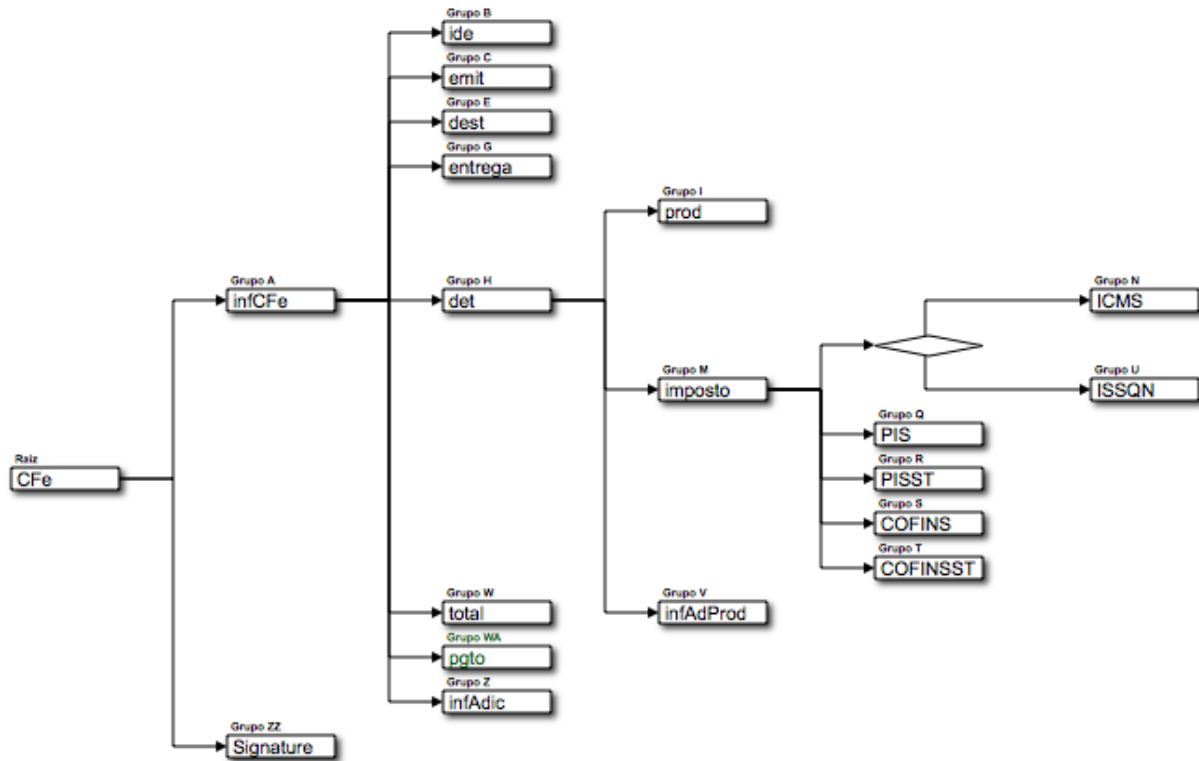 Grupo B
ide
Grupo C
emit
Grupo E
dest
Grupo G
entrega
Grupo I
prod
Grupo A
infCFe
Grupo H
det
Grupo N
ICMS
Grupo M
imposto
Grupo U
ISSQN
Grupo Q
PIS
Raiz
CFe
Grupo R
PISST
Grupo S
COFINS
Grupo T
COFINSST
Grupo W
total
Grupo V
infAdProd
Grupo WA
pgto
Grupo Z
infAdic
Grupo ZZ
Signature